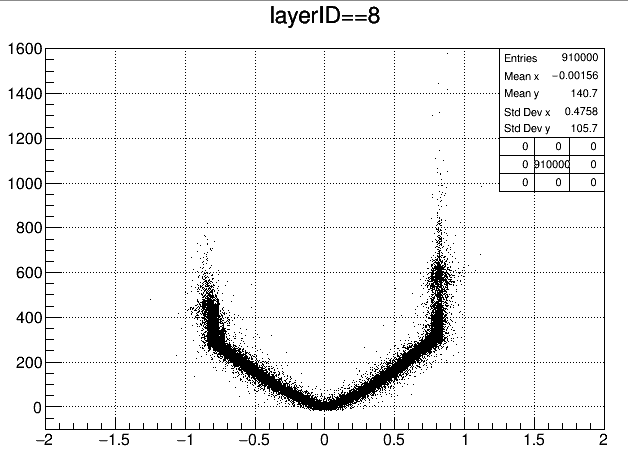 layerID==8
1600
1400
1200
1000
800
600
400
200
0
−2 −1.5 −1 −0.5 0 0.5 1 1.5 2
Entries 910000
Mean x −0.00156
Mean y 140.7
Std Dev x 0.4758
Std Dev y 105.7
0 0 0
0 910000 0
0 0 0